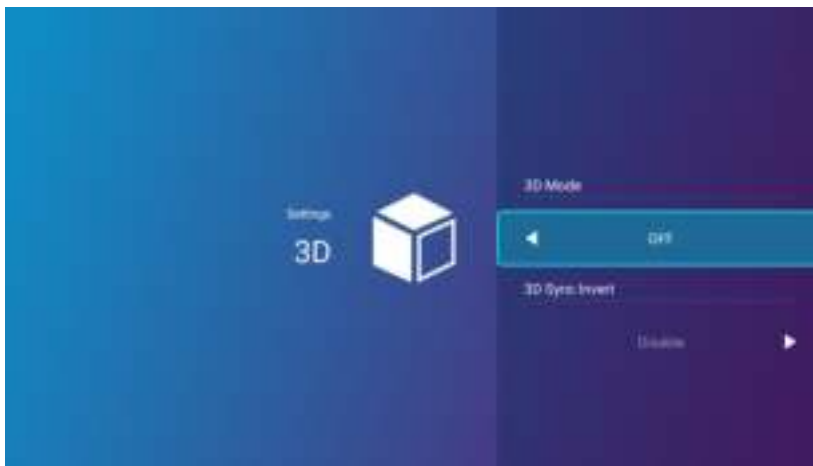 Settings
3D
3D Mode
OFF
3D Sync Invert
Disable